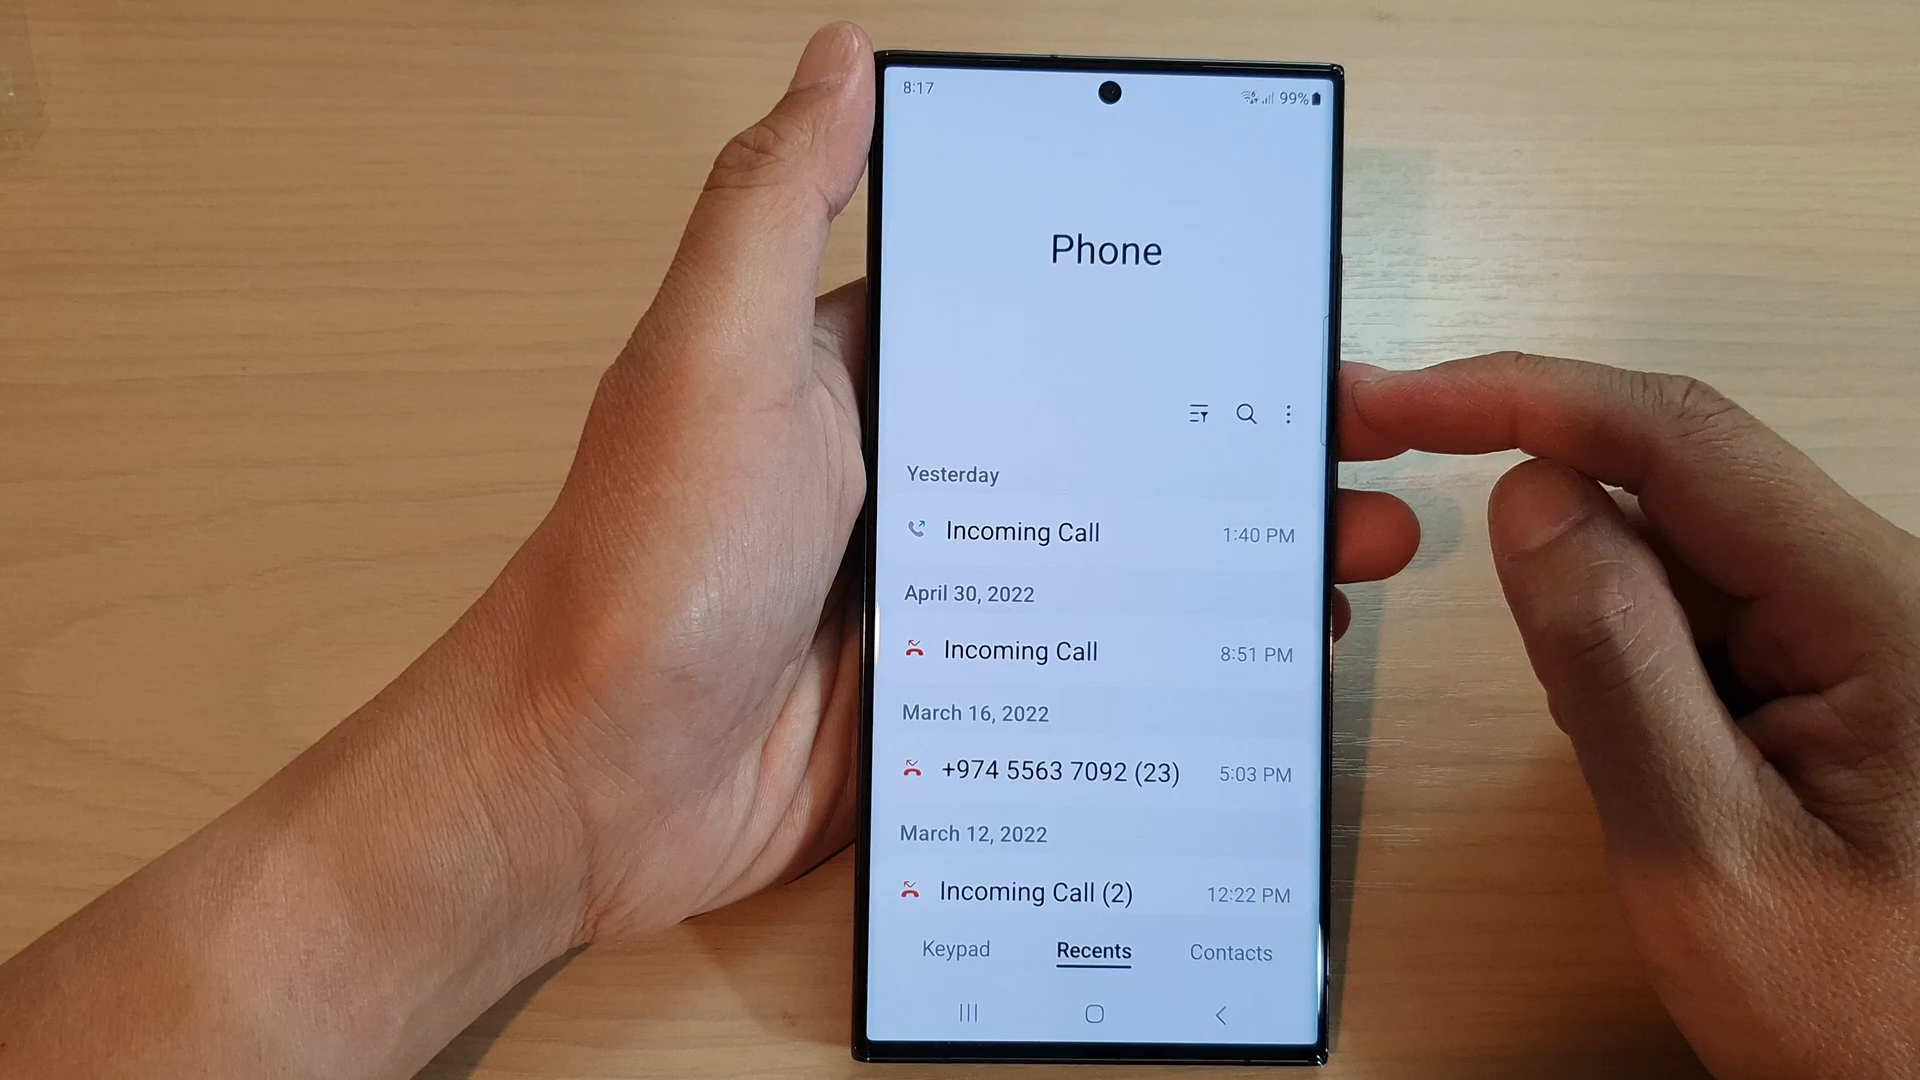 8:17
99%
Phone
Yesterday
Incoming Call 1:40 PM
April 30, 2022
Incoming Call 8:51 PM
March 16, 2022
+974 5563 7092 (23) 5:03 PM
March 12, 2022
Incoming Call (2) 12:22 PM
Keypad Recents Contacts